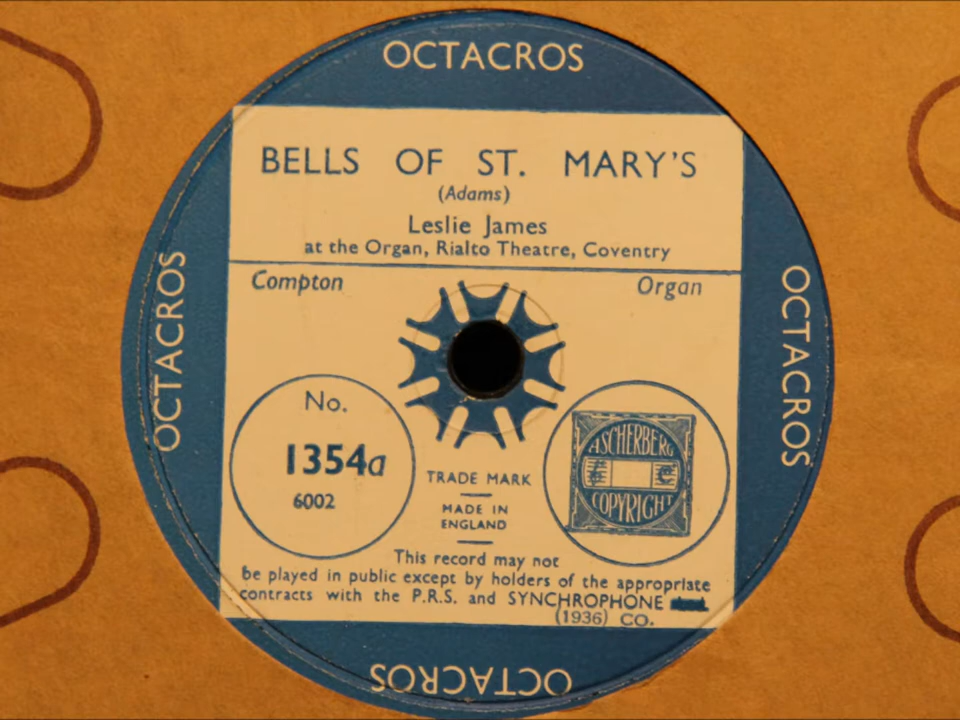 OCTACROS
BELLS OF ST. MARY'S
(Adams)
Leslie James
at the Organ, Rialto Theatre, Coventry
Compton
Organ
OCTACROS
OCTACROS
No.
1354a
6002
TRADE MARK
MADE IN
ENGLAND
ASCHERBERG
COPYRIGHT
This record may not
be played in public except by holders of the appropriate
contracts with the P.R.S. and SYNCHROPHONE
(1936) CO.
OCTACROS